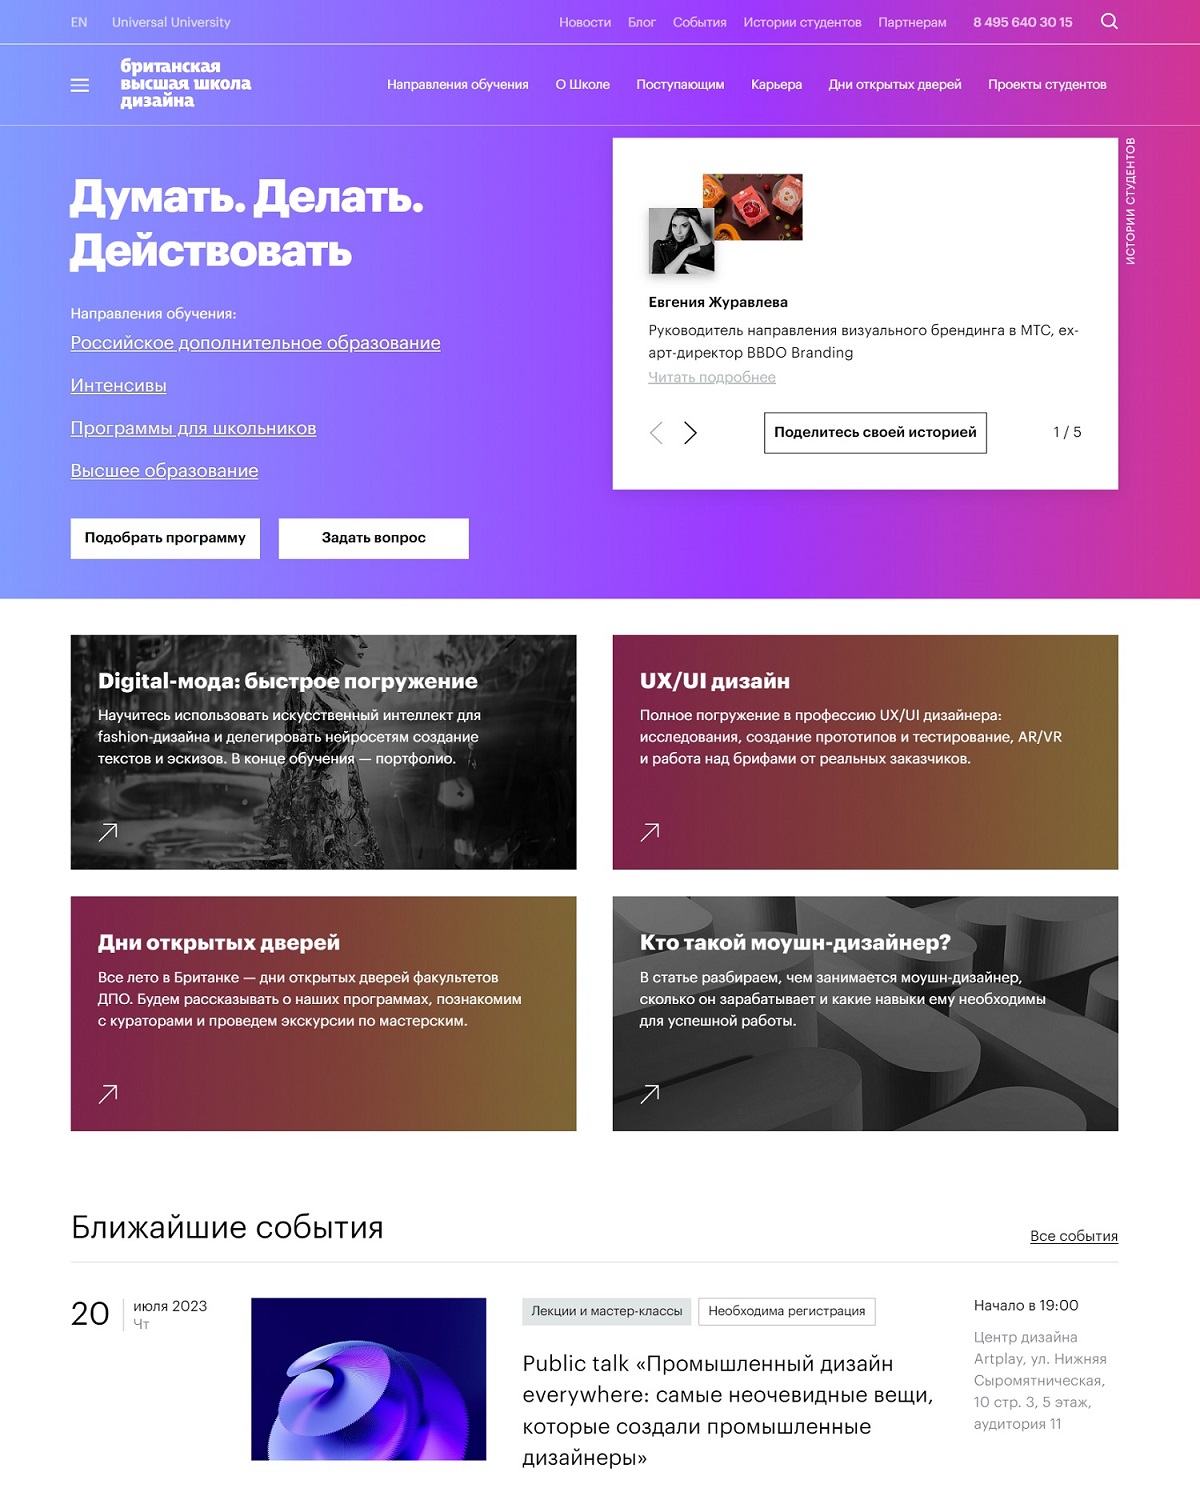 EN Universal University Новости Блог События Истории студентов Партнерам 8 495 640 30 15
британская
высшая школа
дизайна
Направления обучения О Школе Поступающим Карьера Дни открытых дверей Проекты студентов
Думать. Делать.
Действовать
Направления обучения:
Российское дополнительное образование
Интенсивы
Программы для школьников
Высшее образование
Подобрать программу Задать вопрос
ИСТОРИИ СТУДЕНТОВ
Евгения Журавлева
Руководитель направления визуального брендинга в МТС, ex-
арт-директор BBDO Branding
Читать подробнее
Поделитесь своей историей 1 / 5
Digital-мода: быстрое погружение
Научитесь использовать искусственный интеллект для
fashion-дизайна и делегировать нейросетям создание
текстов и эскизов. В конце обучения — портфолио.
UX/UI дизайн
Полное погружение в профессию UX/UI дизайнера:
исследования, создание прототипов и тестирование, AR/VR
и работа над брифами от реальных заказчиков.
Дни открытых дверей
Все лето в Британке — дни открытых дверей факультетов
ДПО. Будем рассказывать о наших программах, познакомим
с кураторами и проведем экскурсии по мастерским.
Кто такой моушн-дизайнер?
В статье разбираем, чем занимается моушн-дизайнер,
сколько он зарабатывает и какие навыки ему необходимы
для успешной работы.
Ближайшие события
Все события
20 июля 2023
Чт
Лекции и мастер-классы Необходима регистрация
Public talk «Промышленный дизайн
everywhere: самые неочевидные вещи,
которые создали промышленные
дизайнеры»
Начало в 19:00
Центр дизайна
Artplay, ул. Нижняя
Сыромятническая,
10 стр. 3, 5 этаж,
аудитория 11